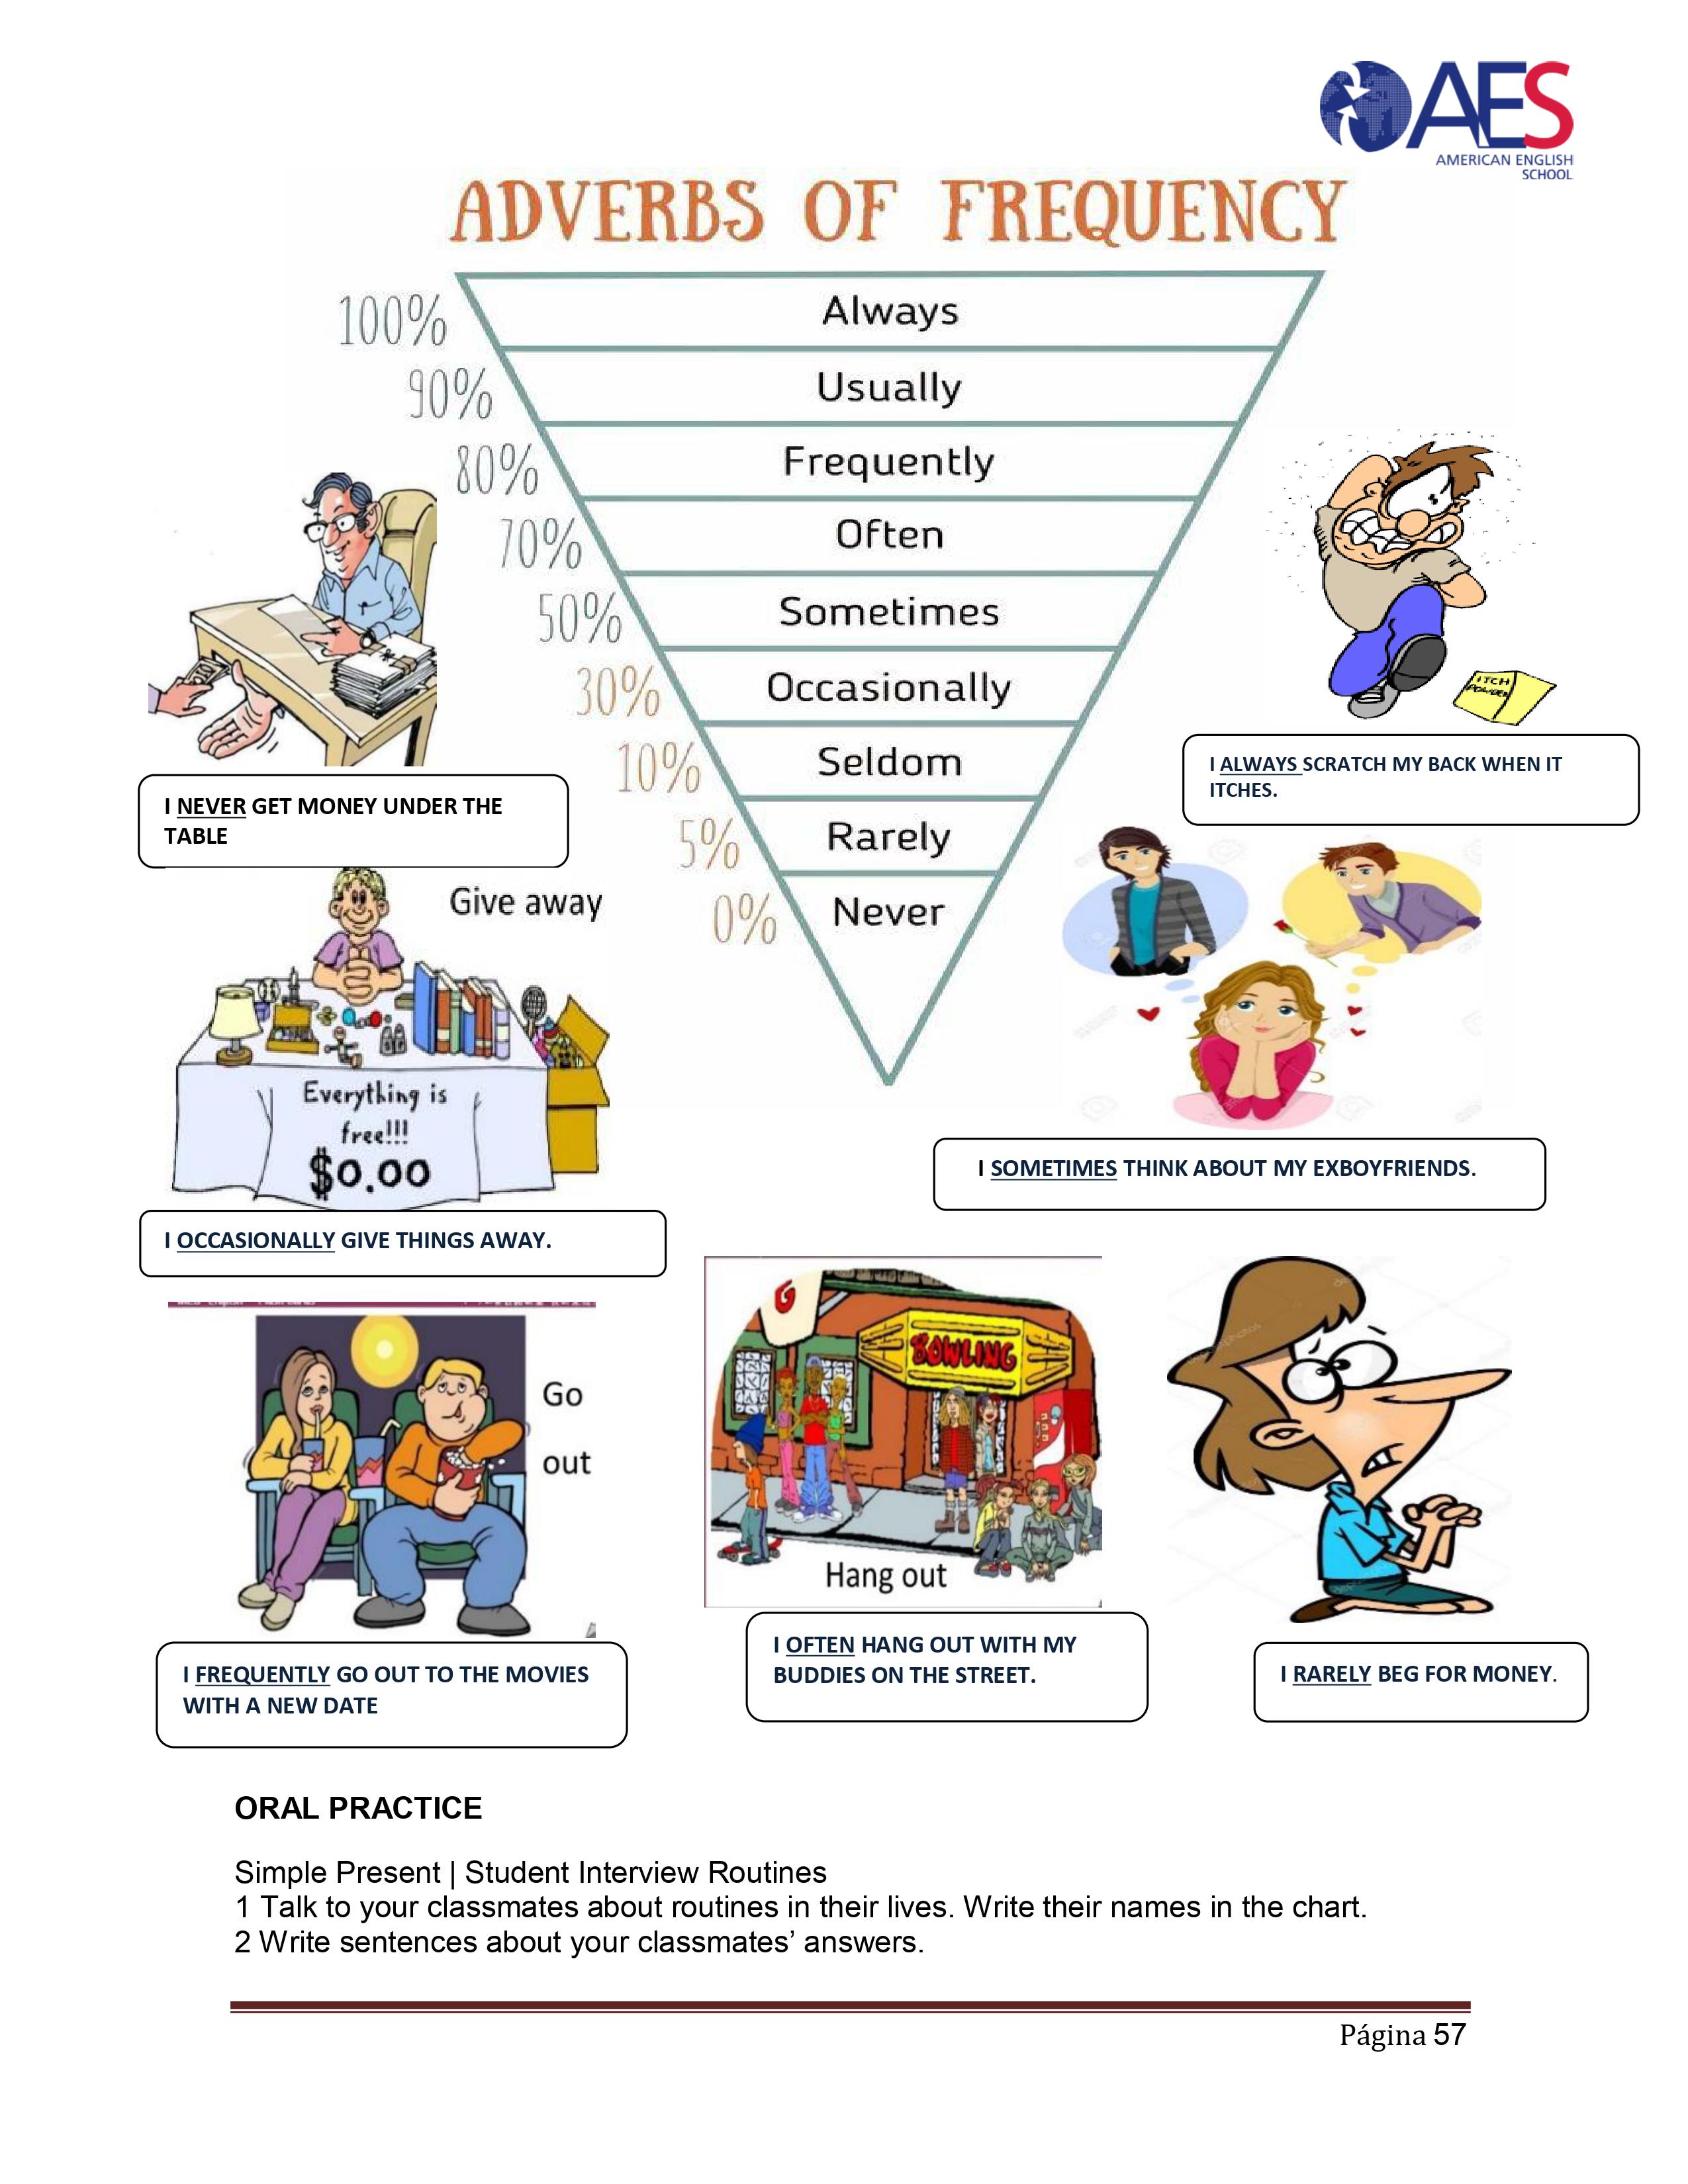 AES
AMERICAN ENGLISH
SCHOOL
ADVERBS OF FREQUENCY
100% Always
90% Usually
80% Frequently
70% Often
50% Sometimes
30% Occasionally
10% Seldom
5% Rarely
0% Never
ITCH
POWDER
I NEVER GET MONEY UNDER THE
TABLE
I ALWAYS SCRATCH MY BACK WHEN IT
ITCHES.
Give away
Everything is
free!!!
$0.00
I SOMETIMES THINK ABOUT MY EXBOYFRIENDS.
I OCCASIONALLY GIVE THINGS AWAY.
Go
out
G
BOWLING
Hang out
I FREQUENTLY GO OUT TO THE MOVIES
WITH A NEW DATE
I OFTEN HANG OUT WITH MY
BUDDIES ON THE STREET.
I RARELY BEG FOR MONEY.
ORAL PRACTICE
Simple Present | Student Interview Routines
1 Talk to your classmates about routines in their lives. Write their names in the chart.
2 Write sentences about your classmates’ answers.
Página 57